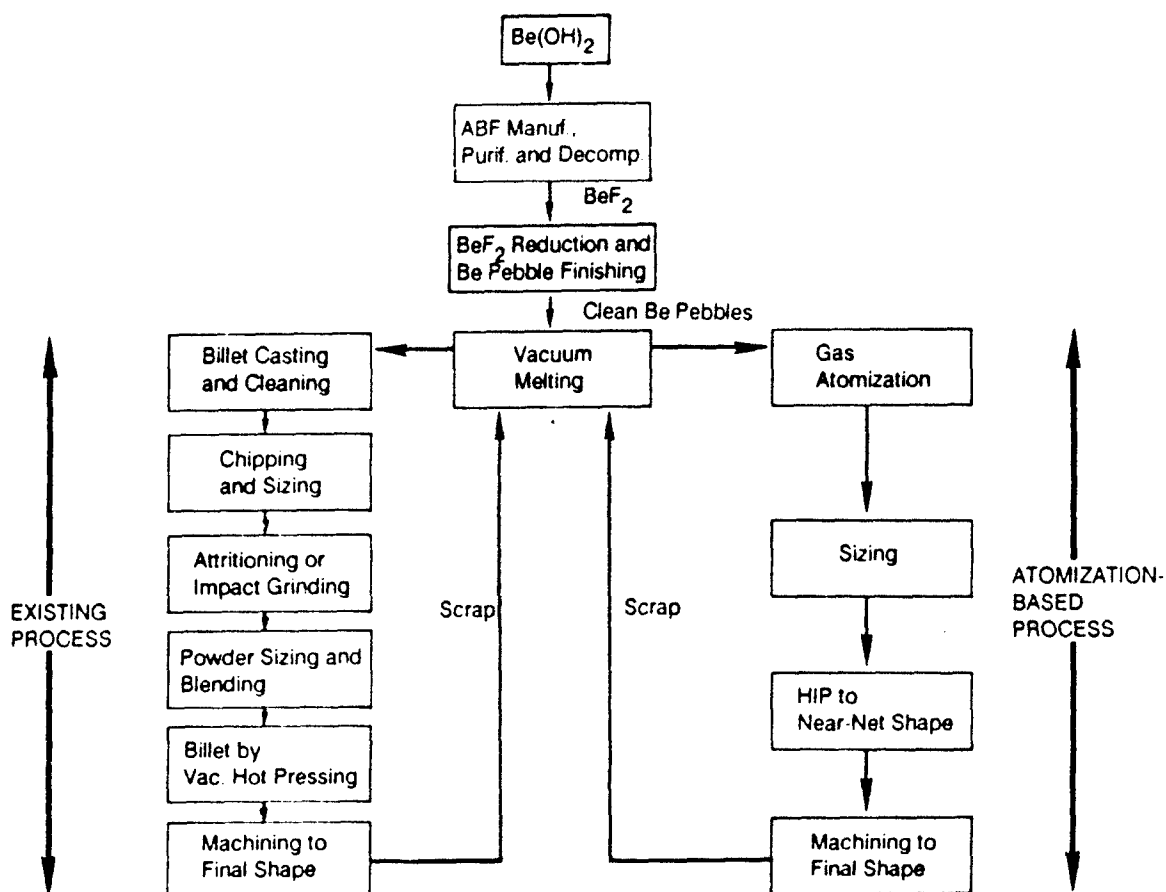 Be(OH)2
ABF Manuf.,
Purif. and Decomp.
BeF2
BeF2 Reduction and
Be Pebble Finishing
Clean Be Pebbles
Billet Casting
and Cleaning
Vacuum
Melting
Gas
Atomization
Chipping
and Sizing
Attritioning or
Impact Grinding
Sizing
EXISTING
PROCESS
Scrap
Scrap
ATOMIZATION-
BASED
PROCESS
Powder Sizing and
Blending
HIP to
Near-Net Shape
Billet by
Vac. Hot Pressing
Machining to
Final Shape
Machining to
Final Shape